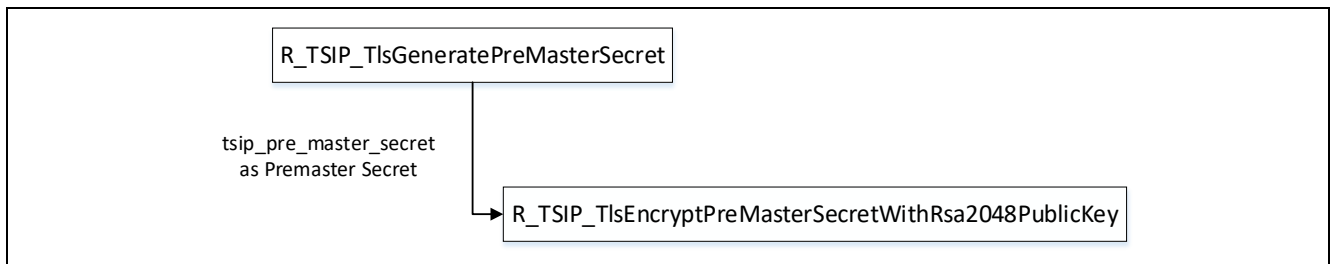 R_TSIP_TlsGeneratePreMasterSecret
tsip_pre_master_secret
as Premaster Secret
R_TSIP_TlsEncryptPreMasterSecretWithRsa2048PublicKey